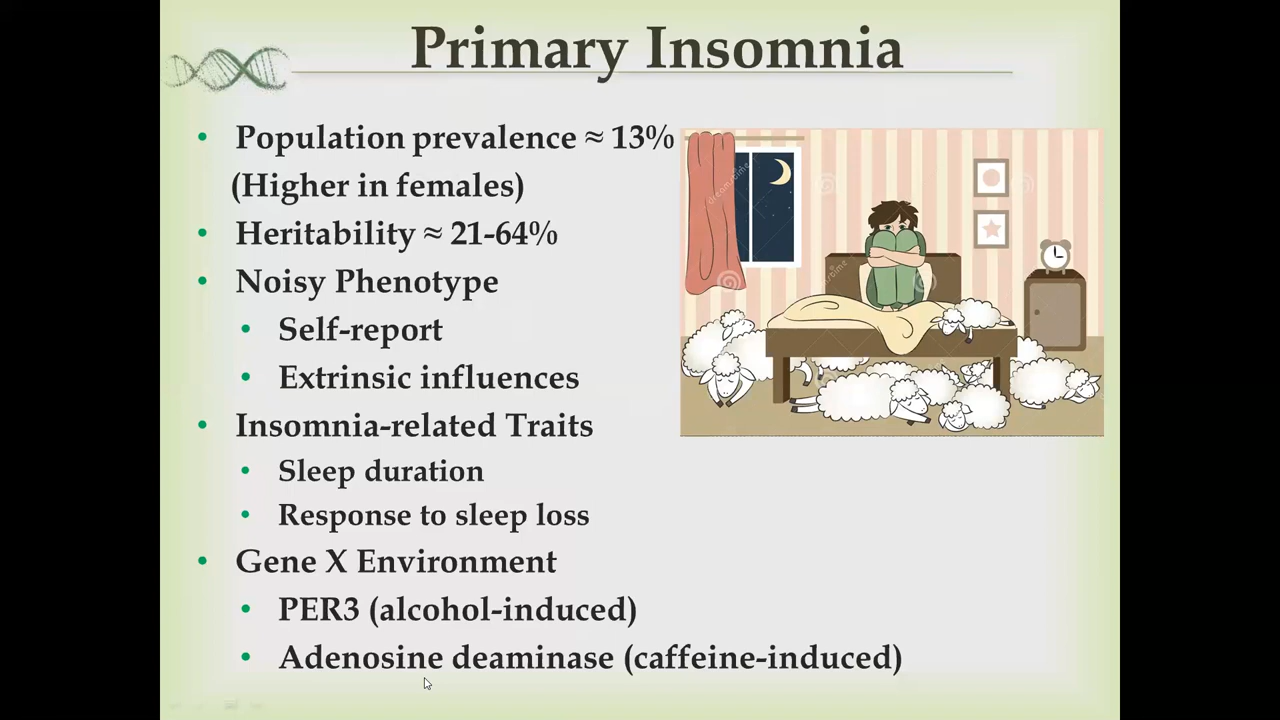 Primary Insomnia
• Population prevalence ≈ 13%
(Higher in females)
• Heritability ≈ 21-64%
• Noisy Phenotype
• Self-report
• Extrinsic influences
• Insomnia-related Traits
• Sleep duration
• Response to sleep loss
• Gene X Environment
• PER3 (alcohol-induced)
• Adenosine deaminase (caffeine-induced)
dreamstime